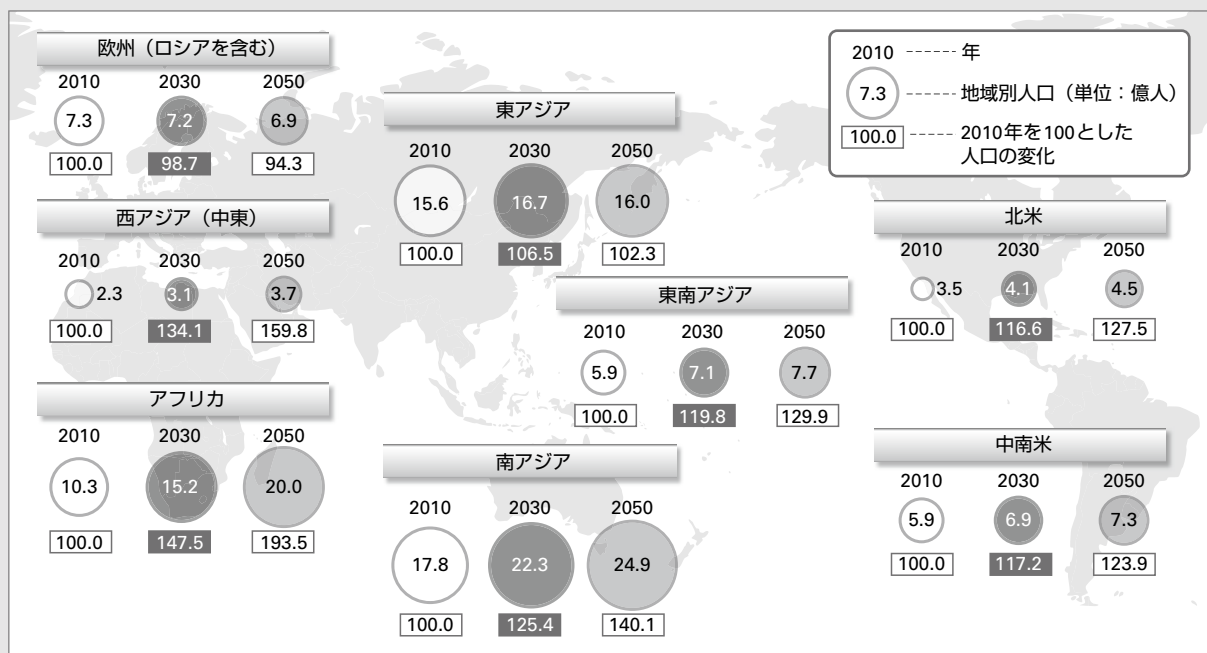 欧州（ロシアを含む）
2010 2030 2050
7.3 7.2 6.9
100.0 98.7 94.3
西アジア（中東）
2010 2030 2050
2.3 3.1 3.7
100.0 134.1 159.8
アフリカ
2010 2030 2050
10.3 15.2 20.0
100.0 147.5 193.5
東アジア
2010 2030 2050
15.6 16.7 16.0
100.0 106.5 102.3
東南アジア
2010 2030 2050
5.9 7.1 7.7
100.0 119.8 129.9
南アジア
2010 2030 2050
17.8 22.3 24.9
100.0 125.4 140.1
2010 ------ 年
7.3 ----- 地域別人口（単位：億人）
100.0 ---- 2010年を100とした
人口の変化
北米
2010 2030 2050
3.5 4.1 4.5
100.0 116.6 127.5
中南米
2010 2030 2050
5.9 6.9 7.3
100.0 117.2 123.9